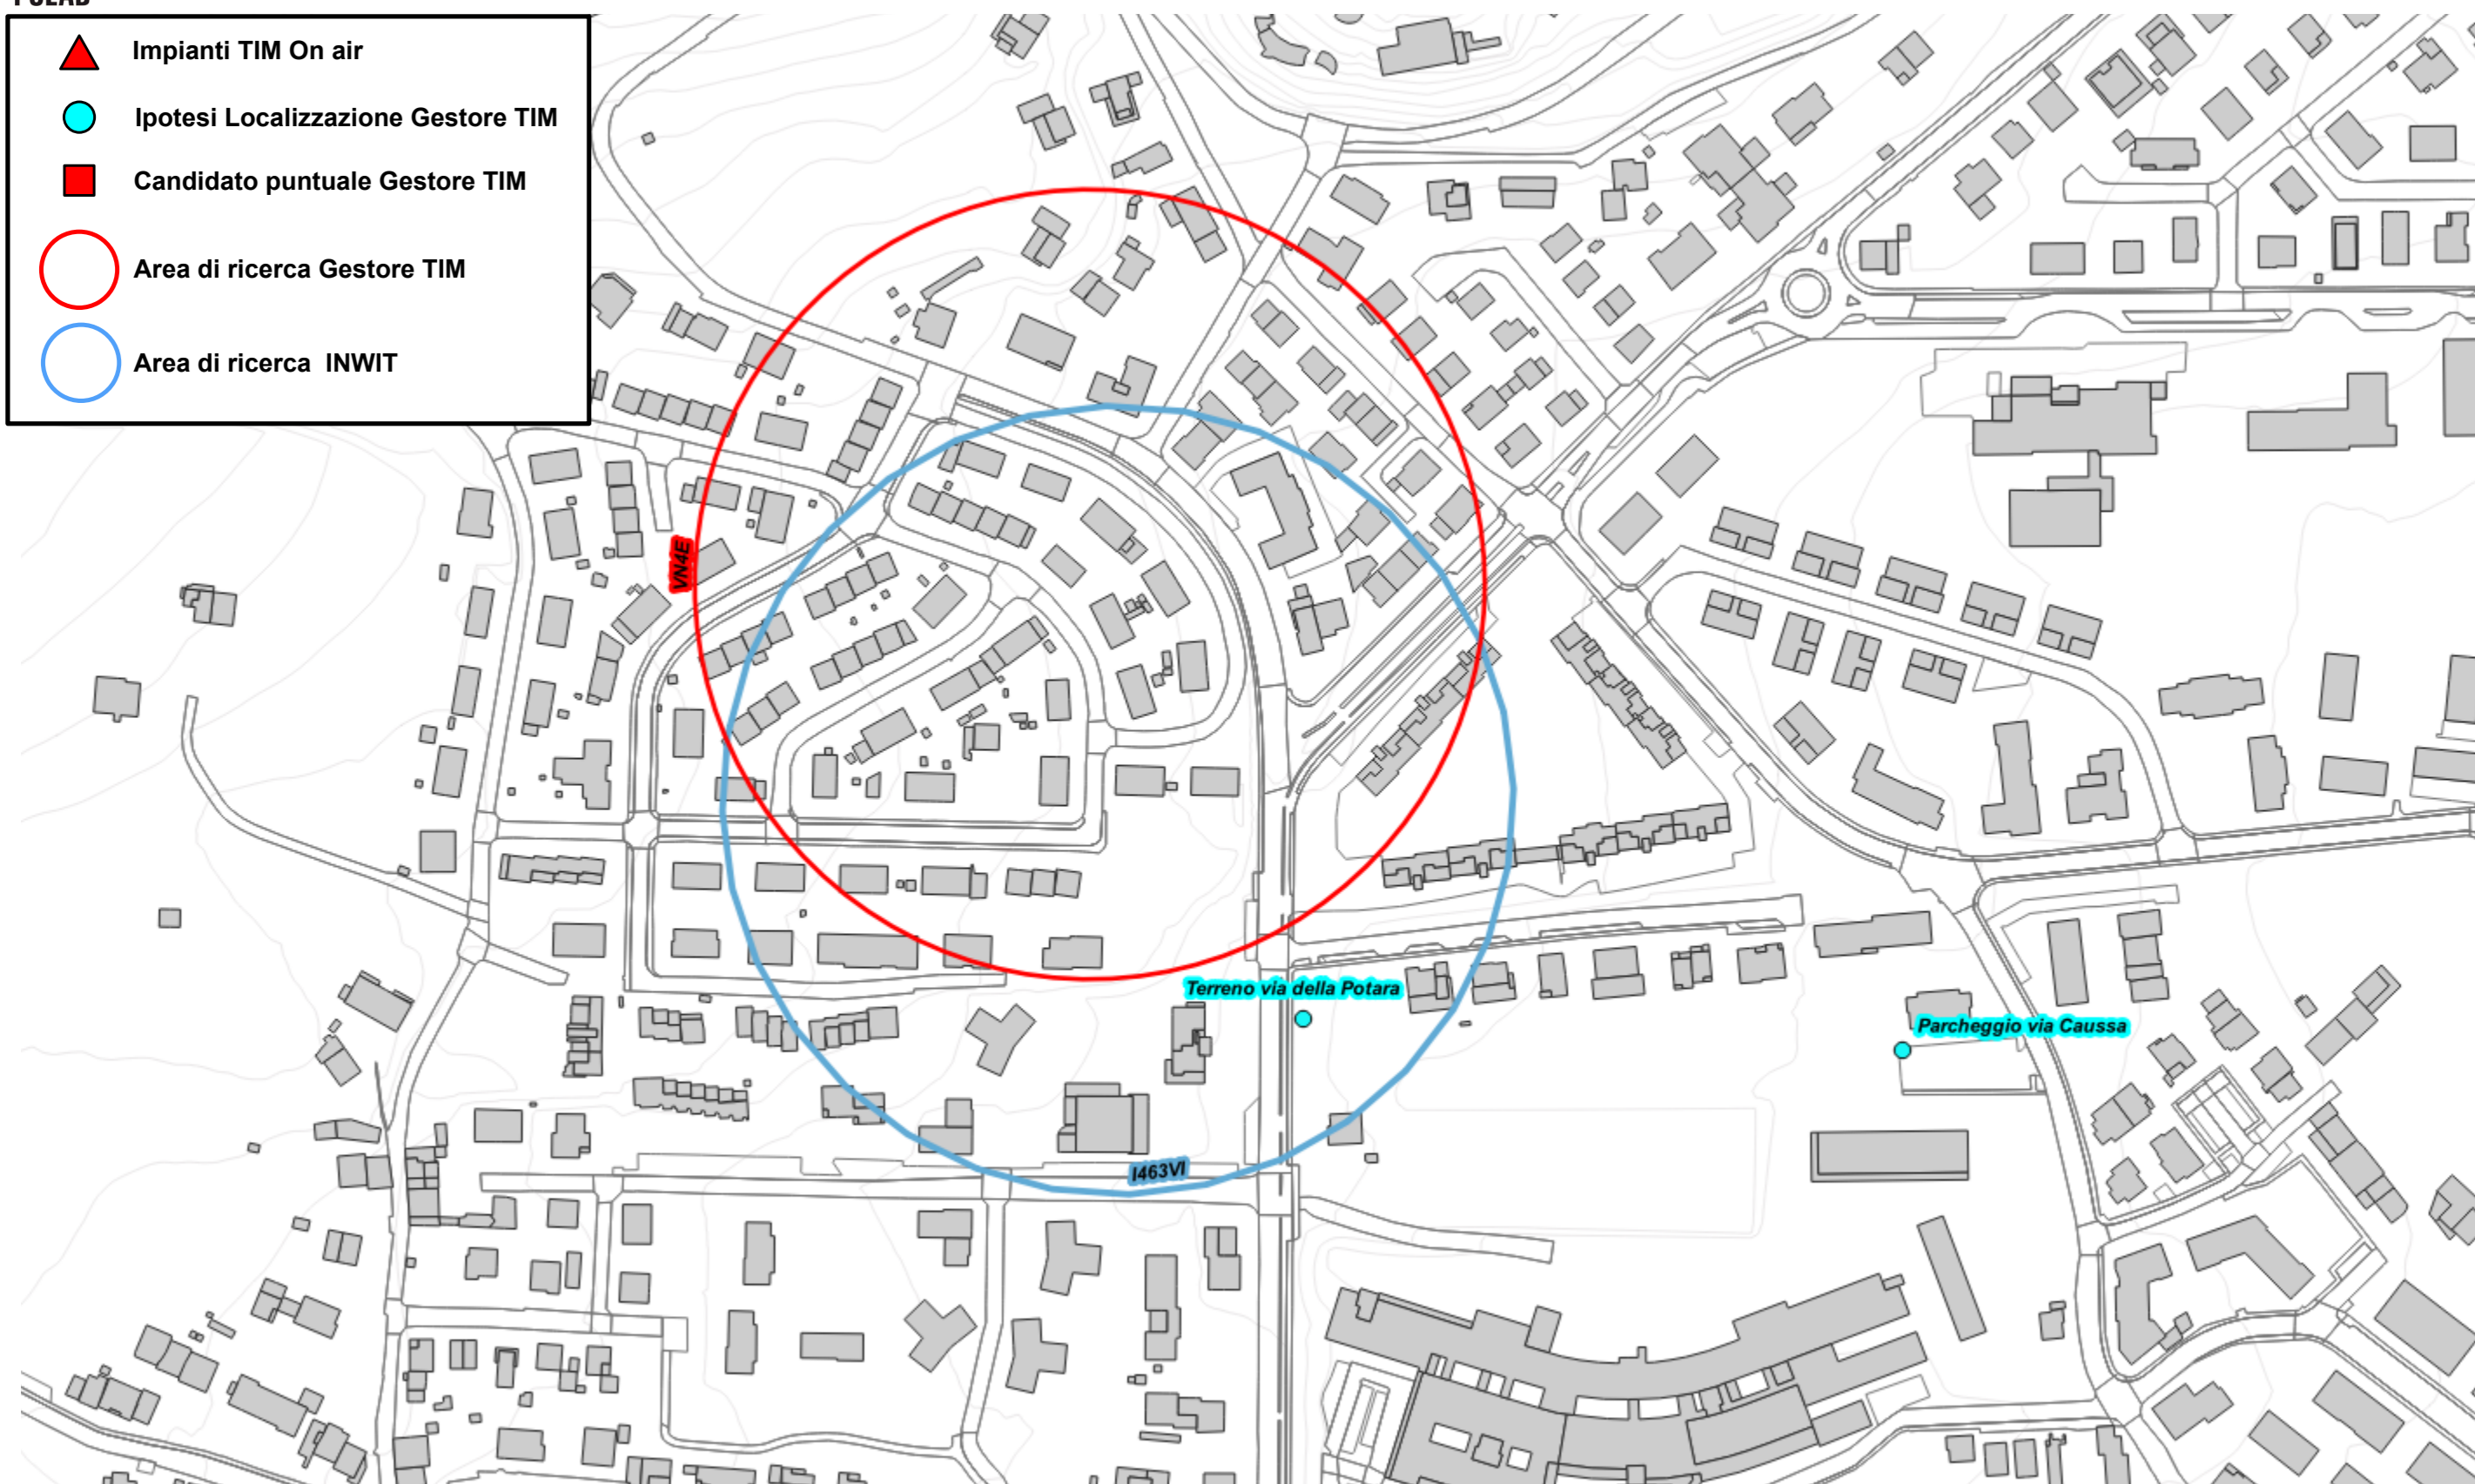 Impianti TIM On air
Ipotesi Localizzazione Gestore TIM
Candidato puntuale Gestore TIM
Area di ricerca Gestore TIM
Area di ricerca INWIT
VN4E
Terreno via della Potara
Parcheggio via Caussa
I463VI